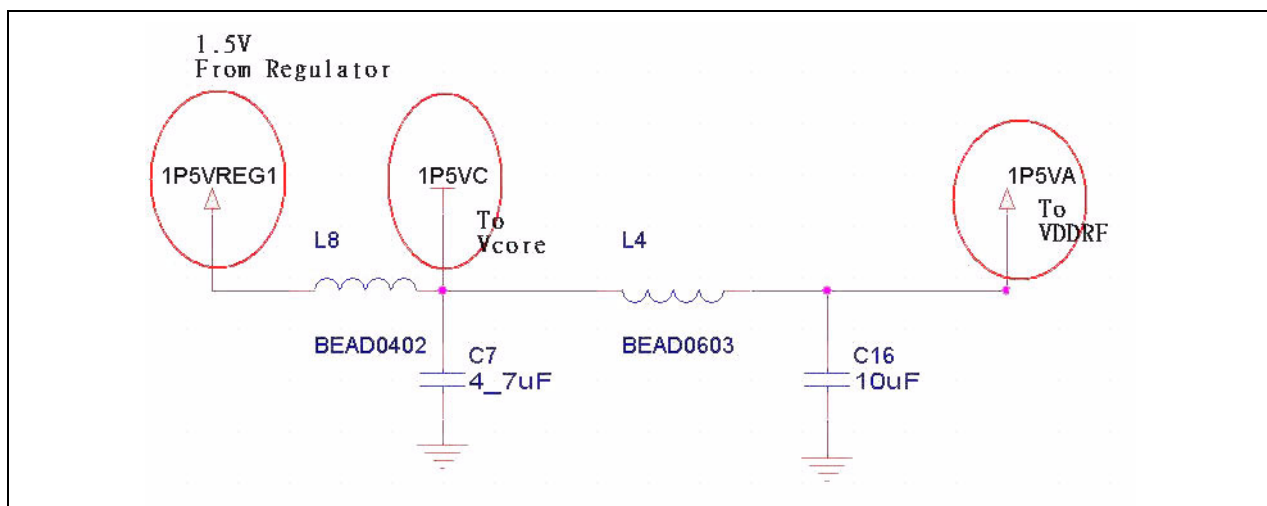 1.5V
From Regulator
1P5VREG1
1P5VC
1P5VA
To
Vcore
To
VDDRF
L8
L4
BEAD0402
BEAD0603
C7
4_7uF
C16
10uF